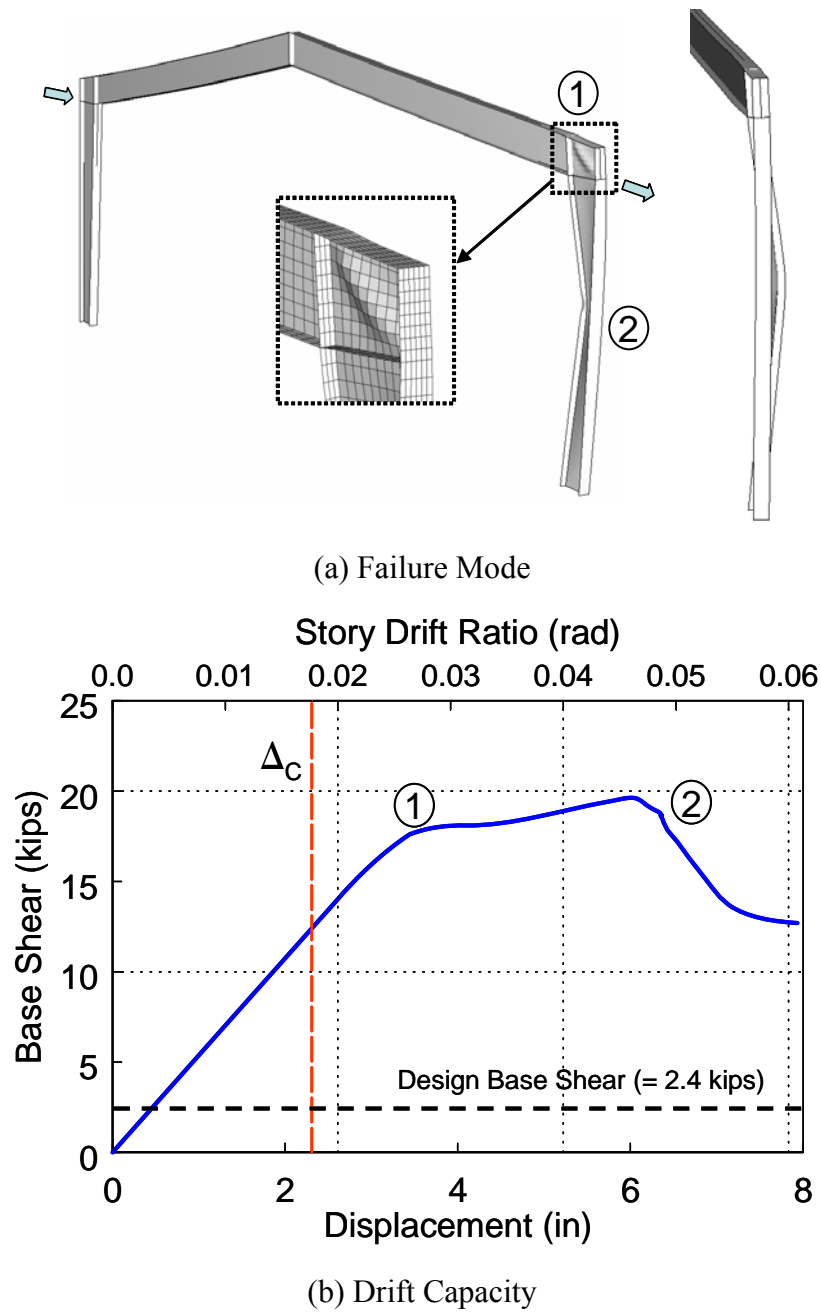 ①
②
(a) Failure Mode
Story Drift Ratio (rad)
0.0 0.01 0.02 0.03 0.04 0.05 0.06
25
20
15
10
5
0
Base Shear (kips)
ΔC
①
②
Design Base Shear (= 2.4 kips)
0 2 4 6 8
Displacement (in)
(b) Drift Capacity